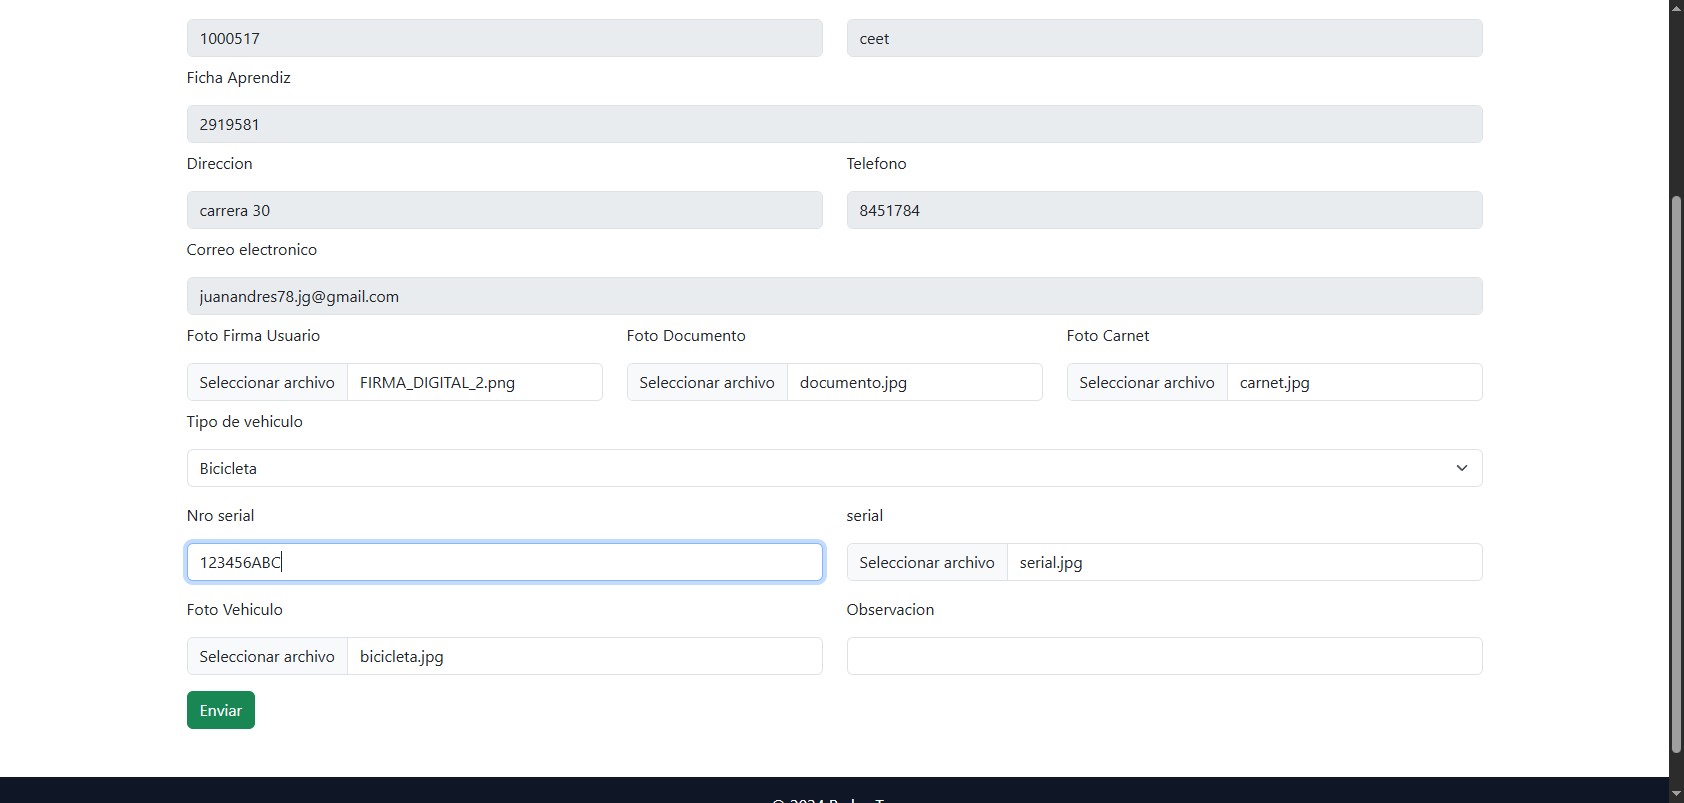 1000517 ceet
Ficha Aprendiz
2919581
Direccion Telefono
carrera 30 8451784
Correo electronico
juanandres78.jg@gmail.com
Foto Firma Usuario Foto Documento Foto Carnet
Seleccionar archivo FIRMA_DIGITAL_2.png Seleccionar archivo documento.jpg Seleccionar archivo carnet.jpg
Tipo de vehiculo
Bicicleta
Nro serial serial
123456ABC Seleccionar archivo serial.jpg
Foto Vehiculo Observacion
Seleccionar archivo bicicleta.jpg
Enviar
© 2024